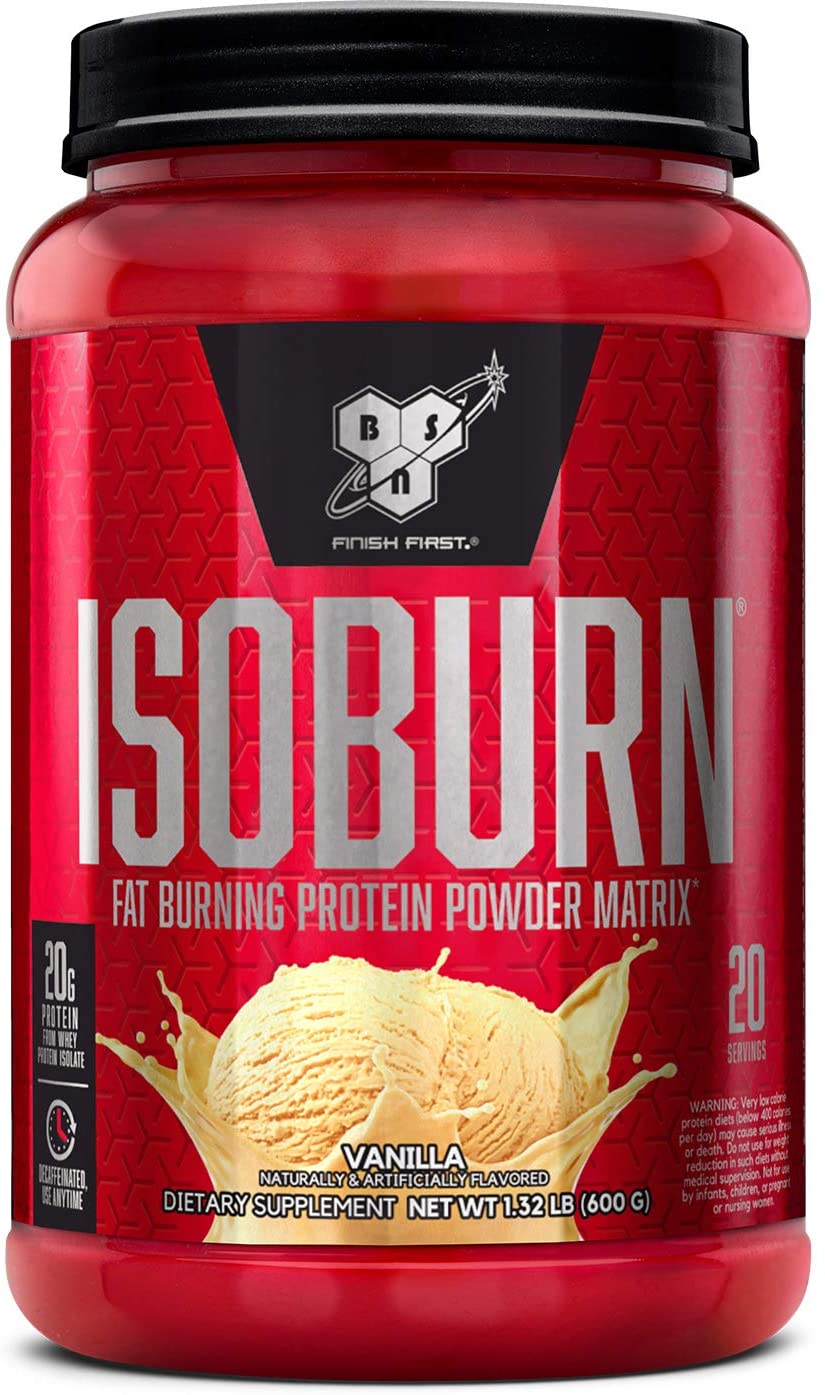 B S
n
FINISH FIRST.®
ISOBURN®
FAT BURNING PROTEIN POWDER MATRIX*
20G
PROTEIN
FROM WHEY
PROTEIN ISOLATE
DECAFFEINATED,
USE ANYTIME
20
SERVINGS
WARNING: Very low calorie
protein diets (below 400 calories
per day) may cause serious illness
or death. Do not use for weight
reduction in such diets without
medical supervision. Not for use
by infants, children, or pregnant
or nursing women.
VANILLA
NATURALLY & ARTIFICIALLY FLAVORED
DIETARY SUPPLEMENT NET WT 1.32 LB (600 G)